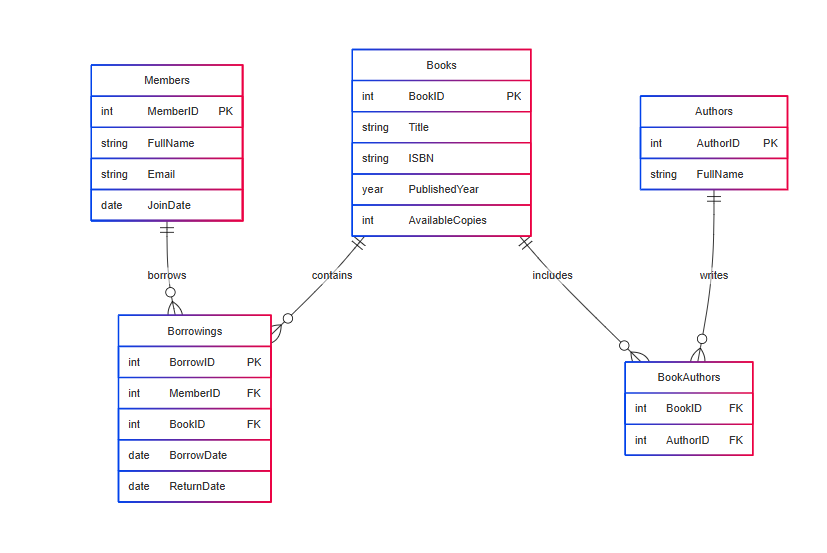 Members
int MemberID PK
string FullName
string Email
date JoinDate
Books
int BookID PK
string Title
string ISBN
year PublishedYear
int AvailableCopies
Authors
int AuthorID PK
string FullName
borrows
contains
includes
writes
Borrowings
int BorrowID PK
int MemberID FK
int BookID FK
date BorrowDate
date ReturnDate
BookAuthors
int BookID FK
int AuthorID FK